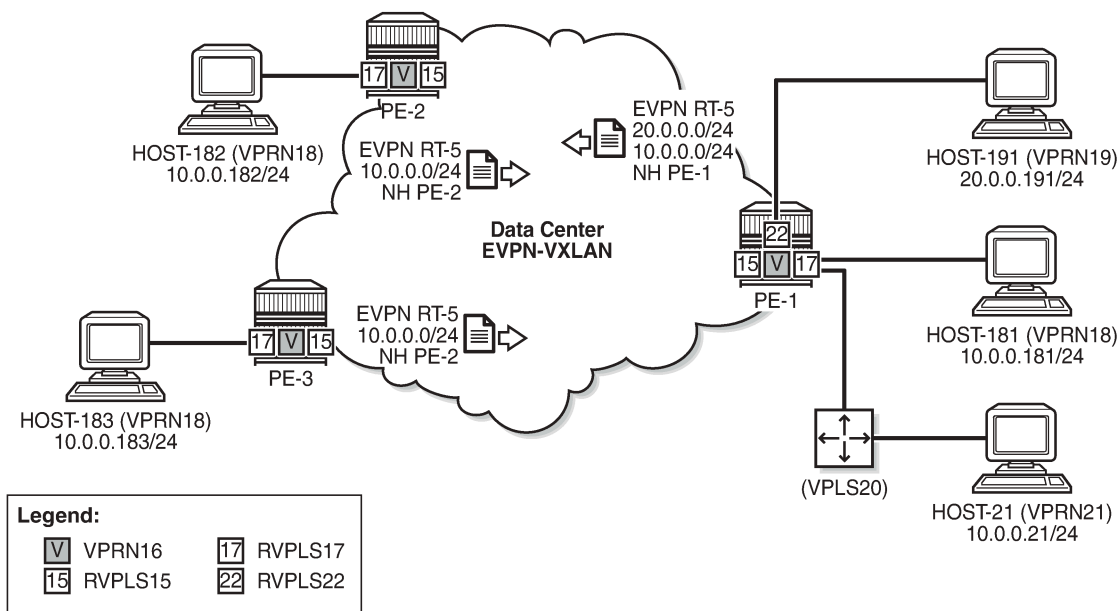 17 V 15
PE-2
HOST-182 (VPRN18)
10.0.0.182/24
EVPN RT-5
10.0.0.0/24
NH PE-2
EVPN RT-5
20.0.0.0/24
10.0.0.0/24
NH PE-1
HOST-191 (VPRN19)
20.0.0.191/24
Data Center
EVPN-VXLAN
22
15 V 17
PE-1
HOST-181 (VPRN18)
10.0.0.181/24
EVPN RT-5
10.0.0.0/24
NH PE-2
17 V 15
PE-3
HOST-183 (VPRN18)
10.0.0.183/24
(VPLS20)
HOST-21 (VPRN21)
10.0.0.21/24
Legend:
V VPRN16
17 RVPLS17
15 RVPLS15
22 RVPLS22